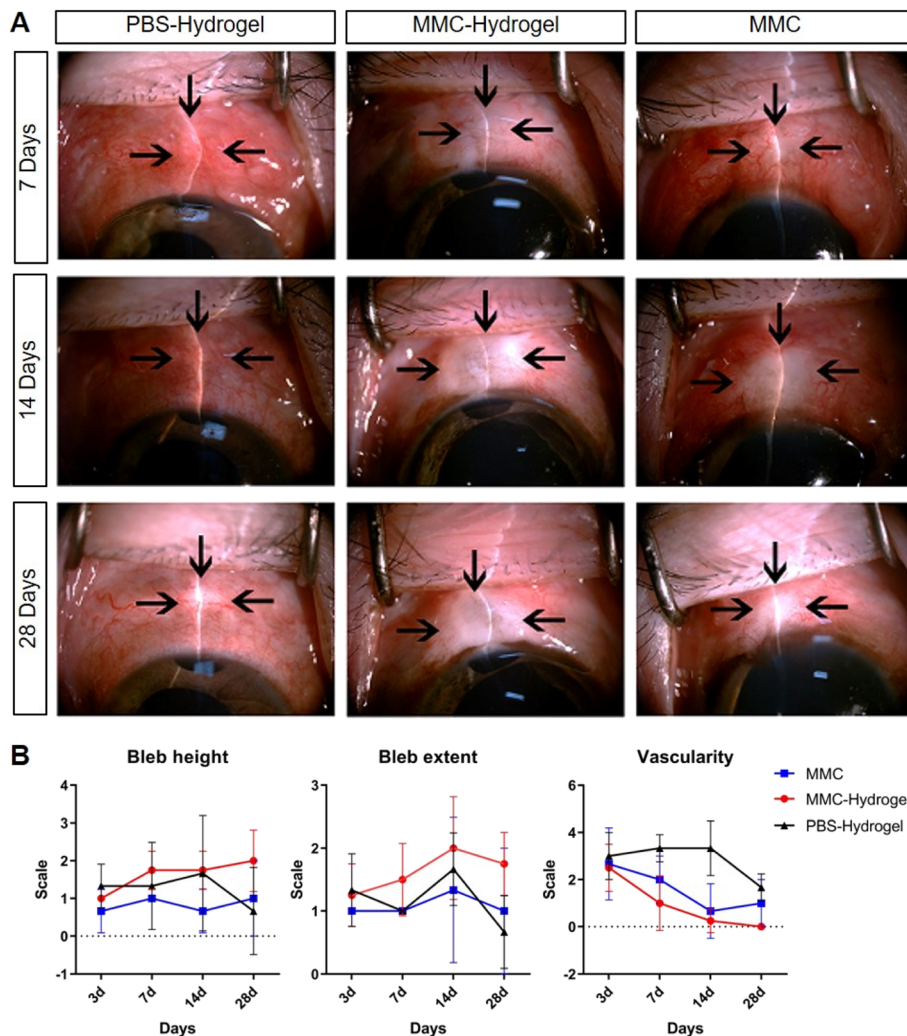 A
PBS-Hydrogel MMC-Hydrogel MMC
7 Days
14 Days
28 Days
B
Bleb height
4
3
2
1
0
-1
Scale
3d 7d 14d 28d
Days
Bleb extent
3
2
1
0
Scale
3d 7d 14d 28d
Days
Vascularity
6
4
2
0
-2
Scale
3d 7d 14d 28d
Days
MMC
MMC-Hydrogel
PBS-Hydrogel